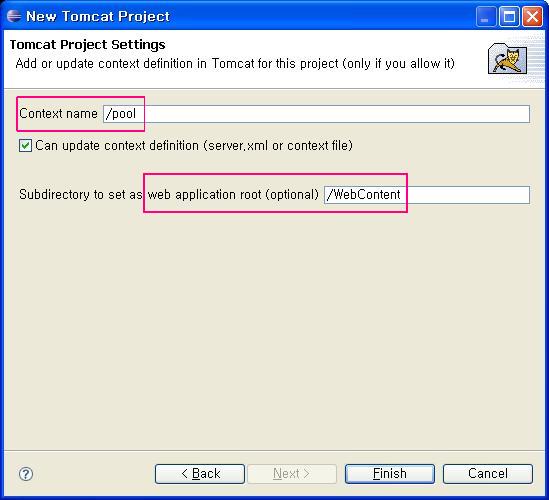 New Tomcat Project
Tomcat Project Settings
Add or update context definition in Tomcat for this project (only if you allow it)
Context name /pool
Can update context definition (server.xml or context file)
Subdirectory to set as web application root (optional) /WebContent
< Back Next > Finish Cancel